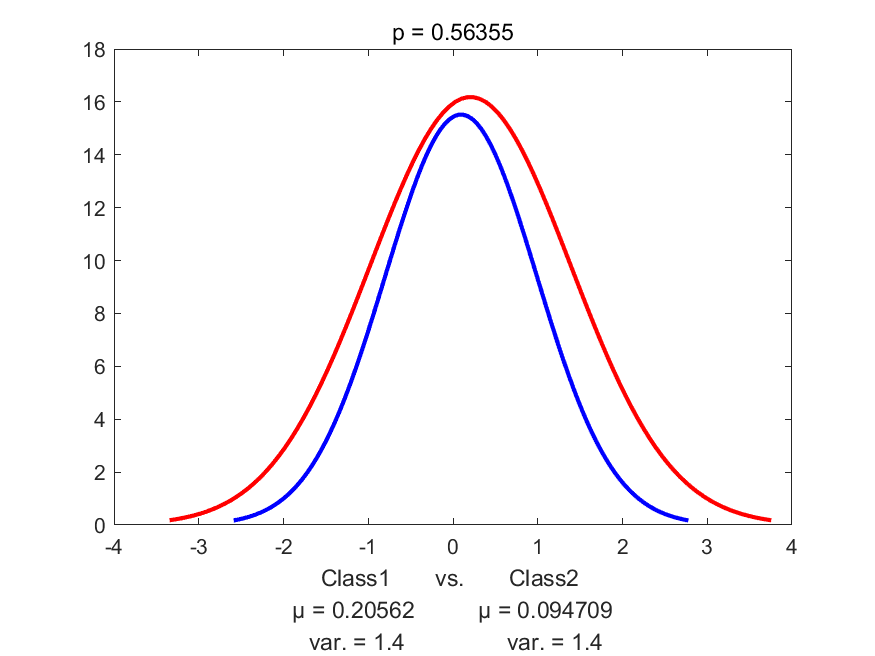 p = 0.56355
18
16
14
12
10
8
6
4
2
0
-4 -3 -2 -1 0 1 2 3 4
Class1 vs. Class2
μ = 0.20562 μ = 0.094709
var. = 1.4 var. = 1.4